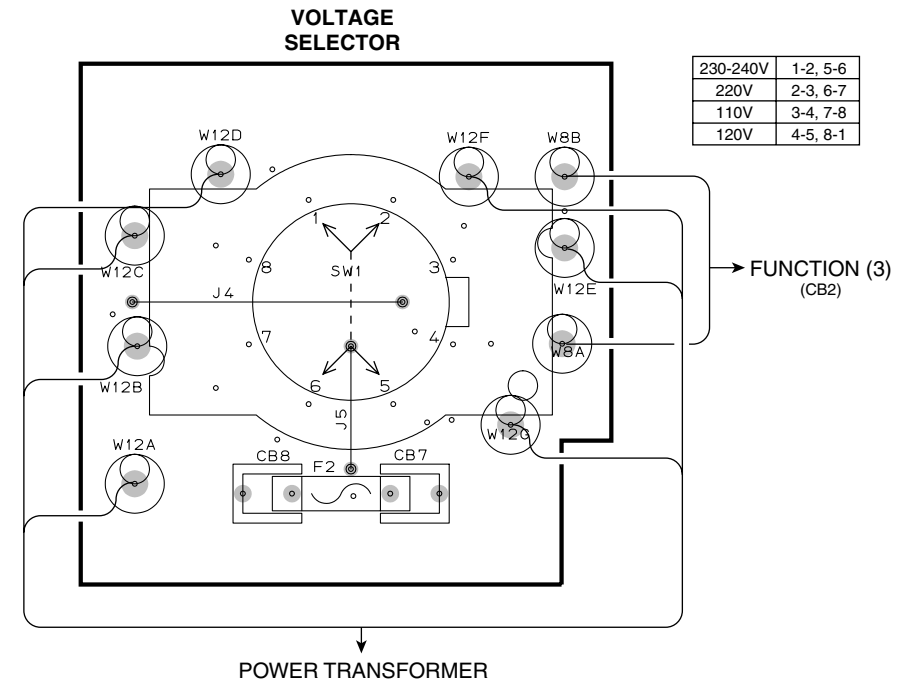 VOLTAGE
SELECTOR
230-240V 1-2, 5-6
220V 2-3, 6-7
110V 3-4, 7-8
120V 4-5, 8-1
W12D
W12F
W8B
1
2
W12C
8
SW1
3
FUNCTION (3)
(CB2)
J4
W12E
7
4
W8A
W12B
6
5
J5
W12G
W12A
CB8
F2
CB7
POWER TRANSFORMER